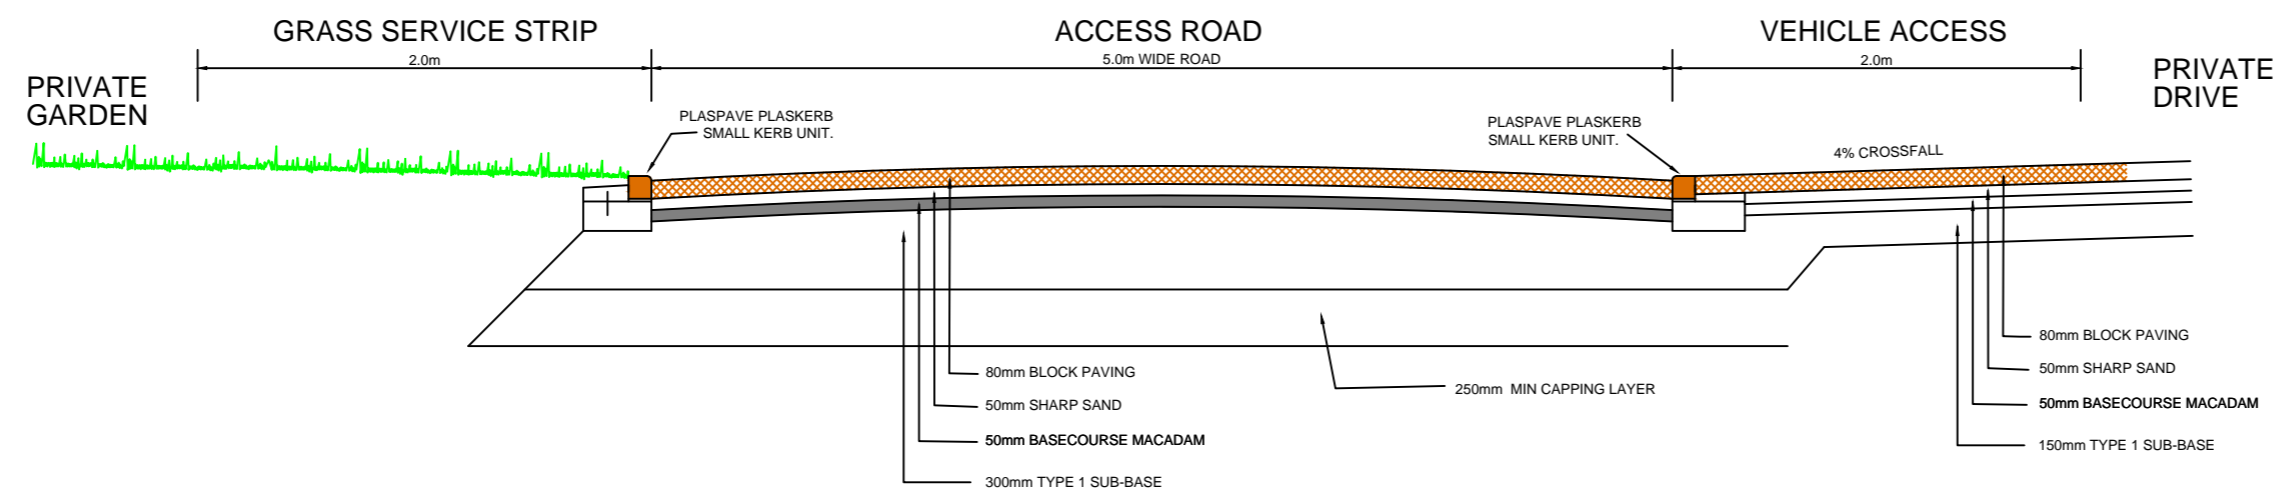 GRASS SERVICE STRIP
ACCESS ROAD
VEHICLE ACCESS
2.0m
5.0m WIDE ROAD
2.0m
PRIVATE
GARDEN
PRIVATE
DRIVE
PLASPAVE PLASKERB
SMALL KERB UNIT.
PLASPAVE PLASKERB
SMALL KERB UNIT.
4% CROSSFALL
80mm BLOCK PAVING
50mm SHARP SAND
50mm BASECOURSE MACADAM
300mm TYPE 1 SUB-BASE
250mm MIN CAPPING LAYER
80mm BLOCK PAVING
50mm SHARP SAND
50mm BASECOURSE MACADAM
150mm TYPE 1 SUB-BASE